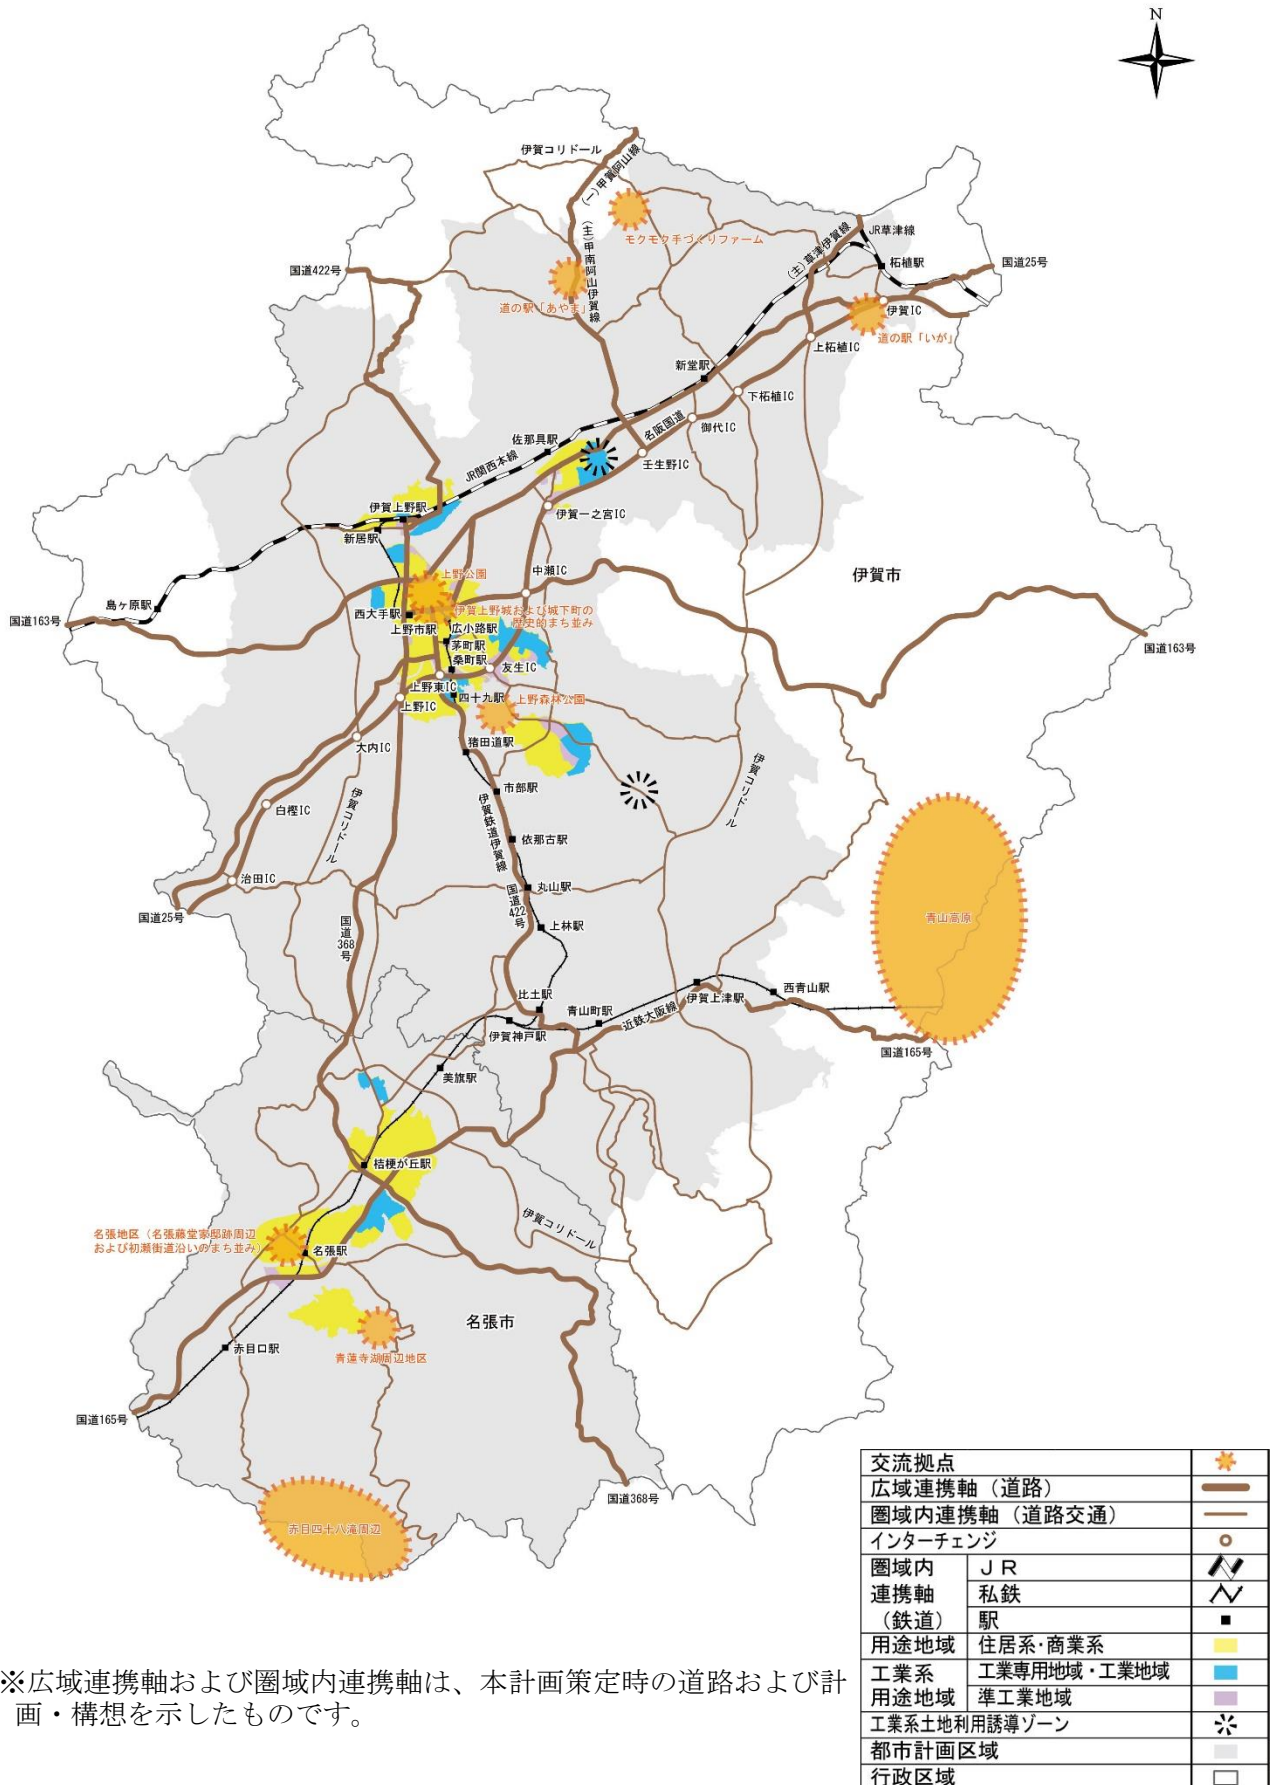 N
伊賀コリドール
(一)甲賀阿山線
モクモク手づくりファーム
(主)甲南阿山伊賀線
(主)草津伊賀線
JR草津線
柘植駅
国道25号
国道422号
道の駅「あやま」
伊賀IC
道の駅「いが」
上柘植IC
新堂駅
下柘植IC
名阪国道
御代IC
佐那具駅
壬生野IC
JR関西本線
伊賀一之宮IC
伊賀上野駅
新居駅
中瀬IC
伊賀市
上野公園
島ヶ原駅
国道163号
西大手駅
伊賀上野城および城下町の
歴史的まち並み
上野市駅
広小路駅
茅町駅
桑町駅
国道163号
友生IC
上野東IC
四十九駅
上野森林公園
上野IC
大内IC
猪田道駅
伊賀コリドール
市部駅
伊賀コリドール
白樫IC
伊賀鉄道伊賀線
依那古駅
治田IC
丸山駅
国道25号
国道422号
国道368号
上林駅
青山高原
西青山駅
伊賀上津駅
比土駅
青山町駅
近鉄大阪線
伊賀神戸駅
国道165号
美旗駅
桔梗が丘駅
伊賀コリドール
名張地区(名張藤堂家邸跡周辺
および初瀬街道沿いのまち並み)
名張駅
名張市
赤目口駅
青蓮寺湖周辺地区
国道165号
国道368号
赤目四十八滝周辺
交流拠点
広域連携軸(道路)
圏域内連携軸(道路交通)
インターチェンジ
圏域内 JR
連携軸 私鉄
(鉄道) 駅
用途地域 住居系・商業系
工業系 工業専用地域・工業地域
用途地域 準工業地域
工業系土地利用誘導ゾーン
都市計画区域
行政区域
※広域連携軸および圏域内連携軸は、本計画策定時の道路および計
画・構想を示したものです。